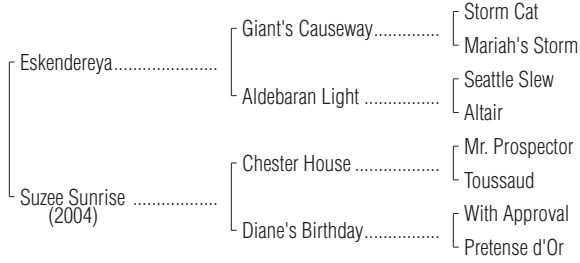 Storm Cat
Giant's Causeway..............
Mariah's Storm
Eskendereya......................
Seattle Slew
Aldebaran Light ................
Altair
Mr. Prospector
Chester House ..................
Toussaud
Suzee Sunrise ..................
(2004)
With Approval
Diane's Birthday................
Pretense d'Or